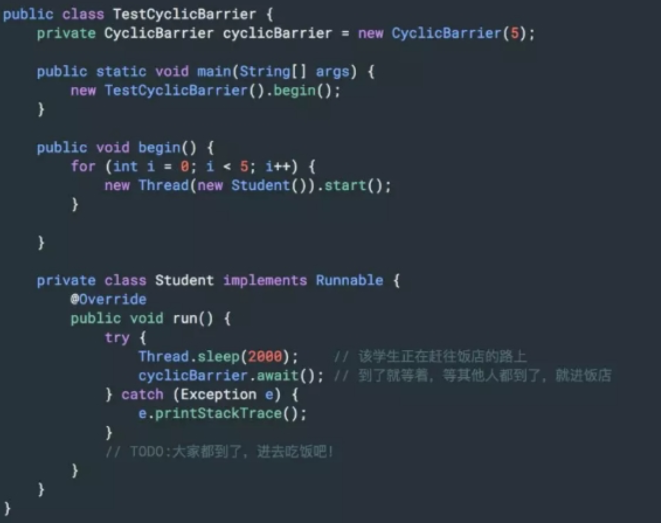 public class TestCyclicBarrier {
    private CyclicBarrier cyclicBarrier = new CyclicBarrier(5);

    public static void main(String[] args) {
        new TestCyclicBarrier().begin();
    }

    public void begin() {
        for (int i = 0; i < 5; i++) {
            new Thread(new Student()).start();
        }

    }

    private class Student implements Runnable {
        @Override
        public void run() {
            try {
                Thread.sleep(2000);    // 该学生正在赶往饭店的路上
                cyclicBarrier.await(); // 到了就等着，等其他人都到了，就进饭店
            } catch (Exception e) {
                e.printStackTrace();
            }
            // TODO:大家都到了，进去吃饭吧！
        }
    }
}